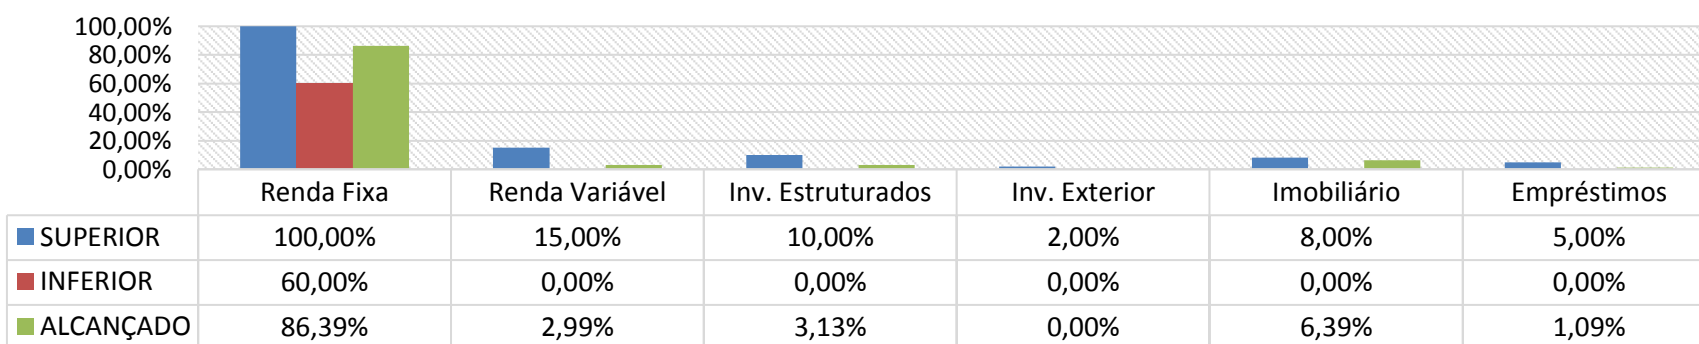 100,00%
80,00%
60,00%
40,00%
20,00%
0,00%
Renda Fixa Renda Variável Inv. Estruturados Inv. Exterior Imobiliário Empréstimos
SUPERIOR 100,00% 15,00% 10,00% 2,00% 8,00% 5,00%
INFERIOR 60,00% 0,00% 0,00% 0,00% 0,00% 0,00%
ALCANÇADO 86,39% 2,99% 3,13% 0,00% 6,39% 1,09%